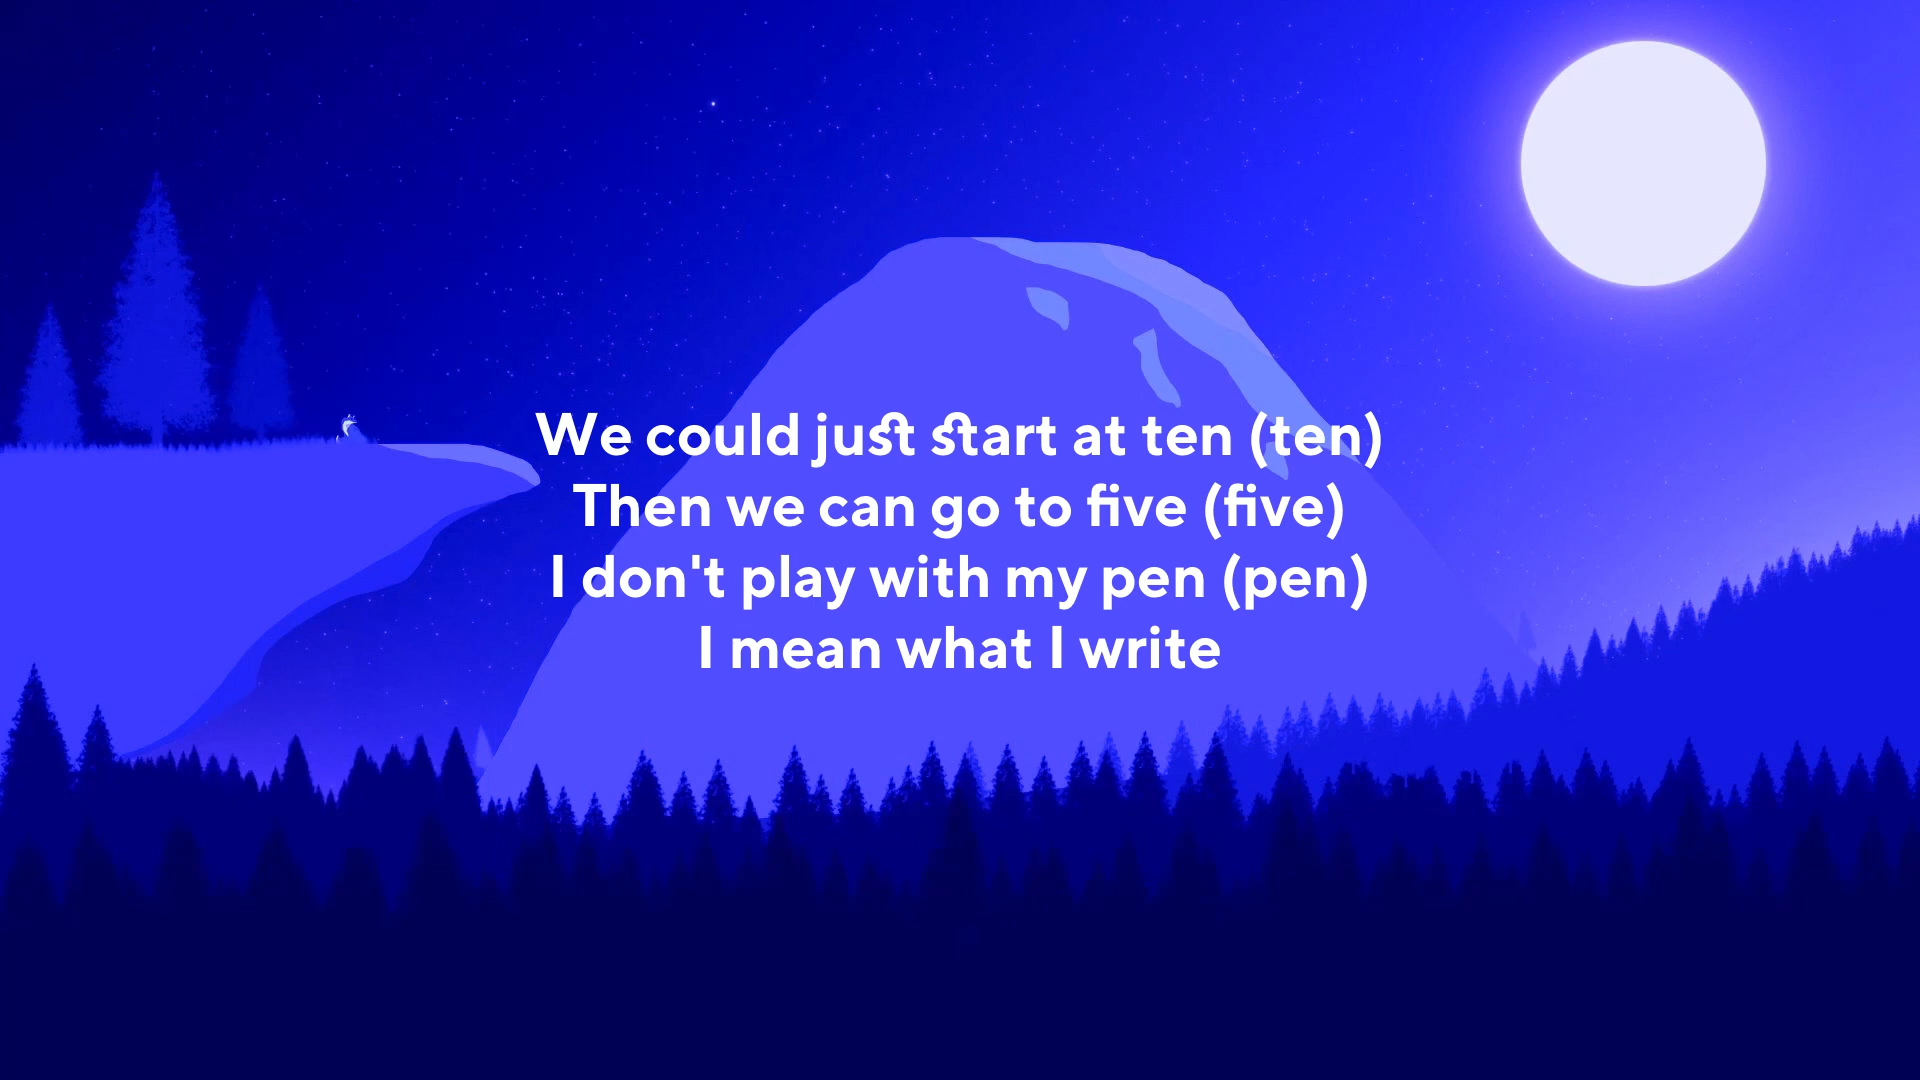 We could just start at ten (ten)
Then we can go to five (five)
I don't play with my pen (pen)
I mean what I write